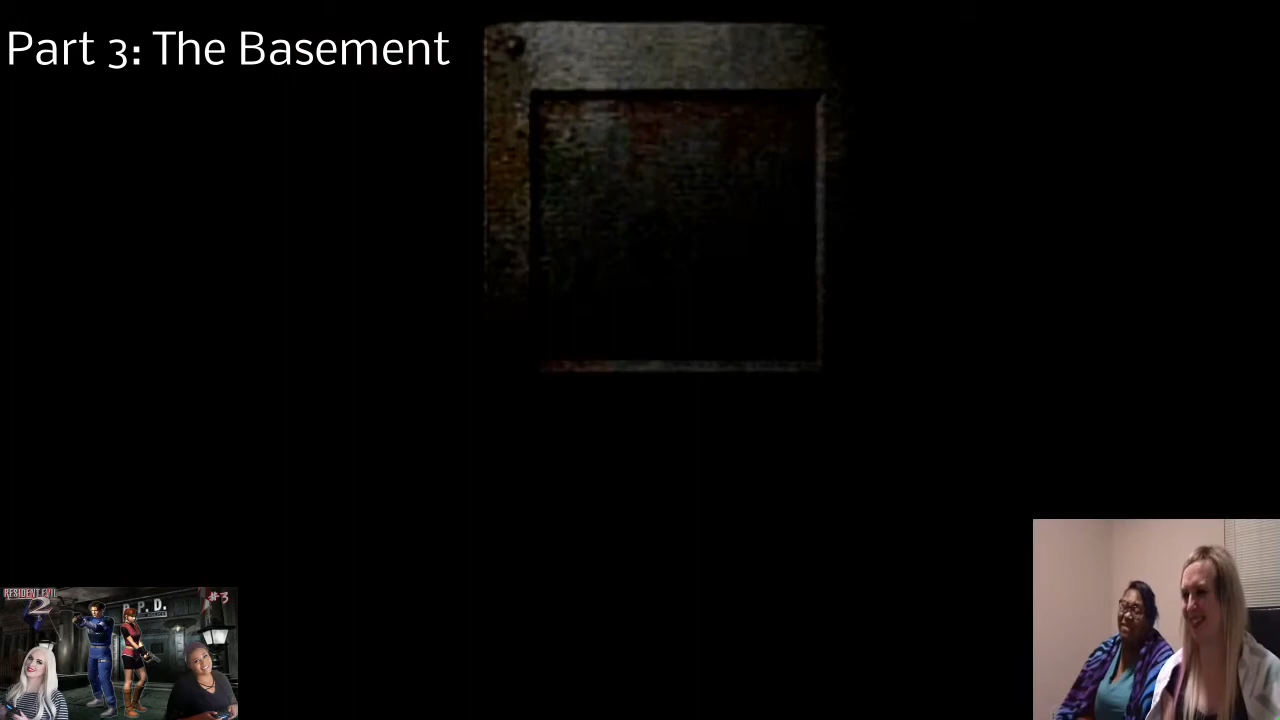 Part 3: The Basement
RESIDENT EVIL
2
R.P.D.
#3